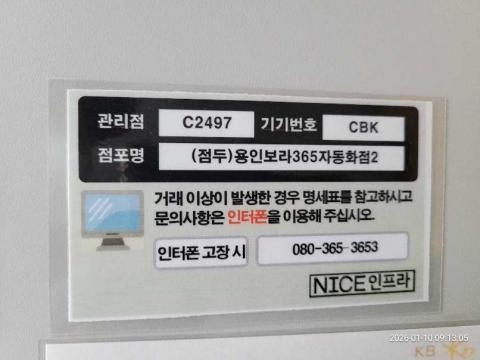 관리점 C2497 기기번호 CBK
점포명 (점두)용인보라365자동화점2
거래 이상이 발생한 경우 명세표를 참고하시고
문의사항은 인터폰을 이용해 주십시오.
인터폰 고장 시 080-365-3653
NICE인프라
2026-01-10 09:13:05
KB